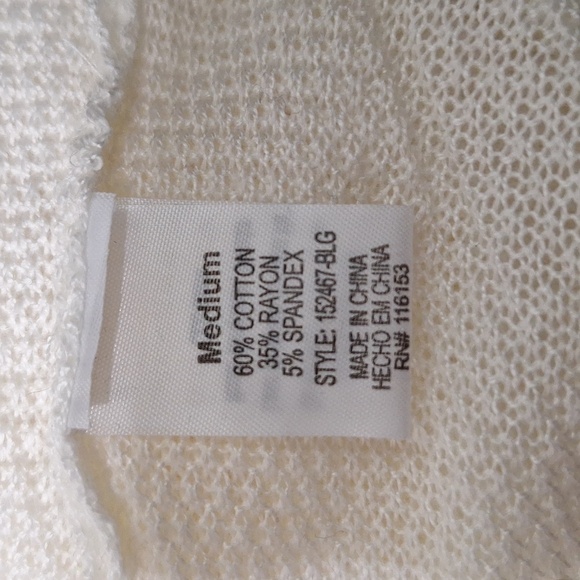 Medium
60% COTTON
35% RAYON
5% SPANDEX
STYLE: 152467-BLG
MADE IN CHINA
HECHO EM CHINA
RN# 116153